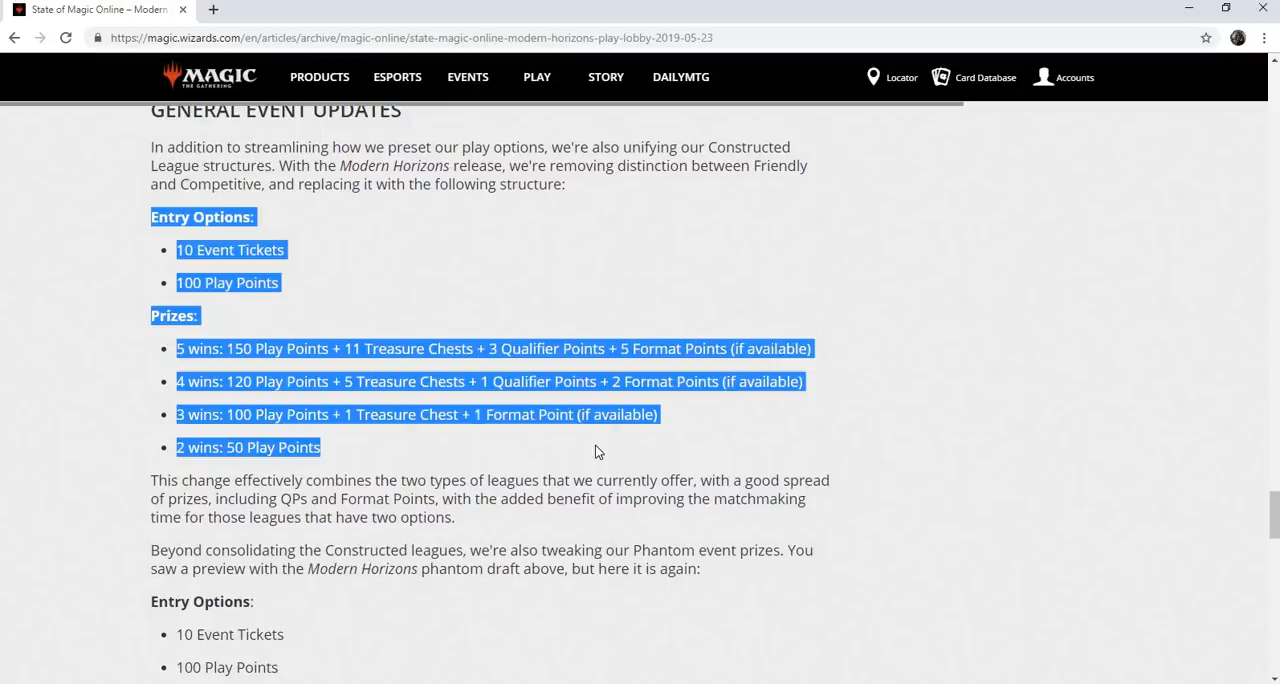 State of Magic Online – Modern
https://magic.wizards.com/en/articles/archive/magic-online/state-magic-online-modern-horizons-play-lobby-2019-05-23
MAGIC
THE GATHERING
PRODUCTS ESPORTS EVENTS PLAY STORY DAILYMTG Locator Card Database Accounts
GENERAL EVENT UPDATES
In addition to streamlining how we preset our play options, we're also unifying our Constructed
League structures. With the Modern Horizons release, we're removing distinction between Friendly
and Competitive, and replacing it with the following structure:
Entry Options:
• 10 Event Tickets
• 100 Play Points
Prizes:
• 5 wins: 150 Play Points + 11 Treasure Chests + 3 Qualifier Points + 5 Format Points (if available)
• 4 wins: 120 Play Points + 5 Treasure Chests + 1 Qualifier Points + 2 Format Points (if available)
• 3 wins: 100 Play Points + 1 Treasure Chest + 1 Format Point (if available)
• 2 wins: 50 Play Points
This change effectively combines the two types of leagues that we currently offer, with a good spread
of prizes, including QPs and Format Points, with the added benefit of improving the matchmaking
time for those leagues that have two options.
Beyond consolidating the Constructed leagues, we're also tweaking our Phantom event prizes. You
saw a preview with the Modern Horizons phantom draft above, but here it is again:
Entry Options:
• 10 Event Tickets
• 100 Play Points